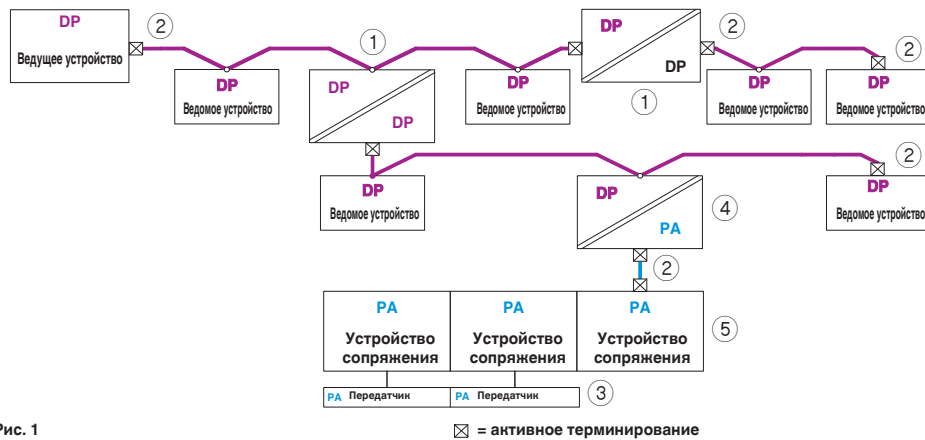 DP
Ведущее устройство
2
DP
Ведомое устройство
1
DP
DP
DP
Ведомое устройство
DP
DP
1
2
DP
Ведомое устройство
2
DP
Ведомое устройство
DP
Ведомое устройство
DP
PA
4
2
DP
Ведомое устройство
2
PA
Устройство
сопряжения
PA
Устройство
сопряжения
PA
Устройство
сопряжения
5
PA Передатчик
PA Передатчик
3
Рис. 1
= активное терминирование